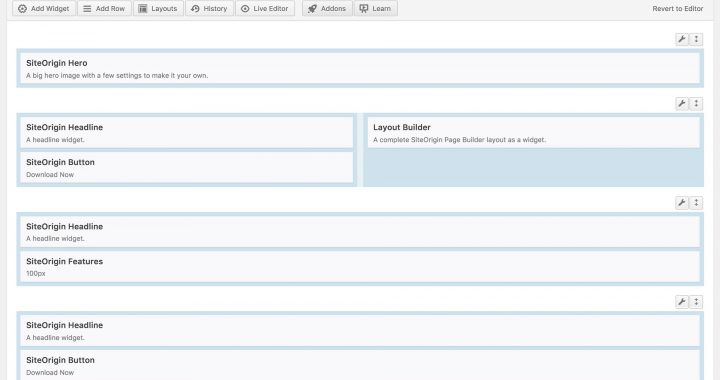 Add Widget Add Row Layouts History Live Editor Addons Learn Revert to Editor
SiteOrigin Hero
A big hero image with a few settings to make it your own.
SiteOrigin Headline
A headline widget.
SiteOrigin Button
Download Now
Layout Builder
A complete SiteOrigin Page Builder layout as a widget.
SiteOrigin Headline
A headline widget.
SiteOrigin Features
100px
SiteOrigin Headline
A headline widget.
SiteOrigin Button
Download Now